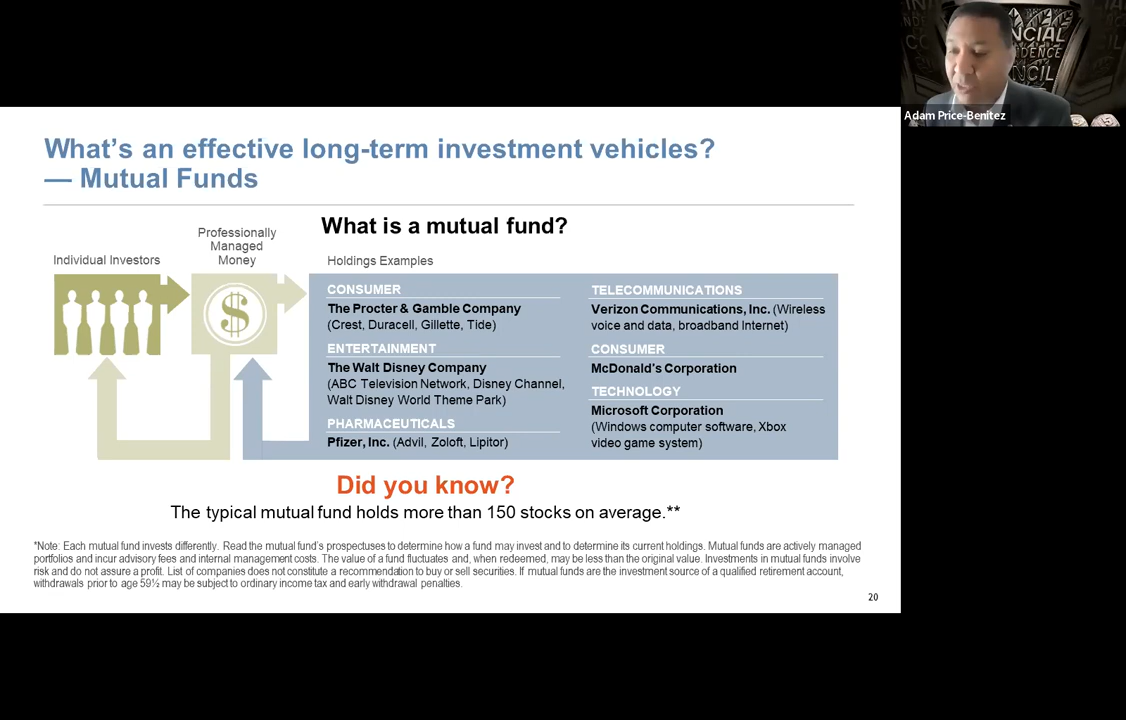 NCIAL
IDENCE
NCIL
Adam Price-Benitez
What's an effective long-term investment vehicles?
— Mutual Funds
What is a mutual fund?
Individual Investors
Professionally
Managed
Money
$
Holdings Examples
CONSUMER
The Procter & Gamble Company
(Crest, Duracell, Gillette, Tide)
ENTERTAINMENT
The Walt Disney Company
(ABC Television Network, Disney Channel,
Walt Disney World Theme Park)
PHARMACEUTICALS
Pfizer, Inc. (Advil, Zoloft, Lipitor)
TELECOMMUNICATIONS
Verizon Communications, Inc. (Wireless
voice and data, broadband Internet)
CONSUMER
McDonald's Corporation
TECHNOLOGY
Microsoft Corporation
(Windows computer software, Xbox
video game system)
Did you know?
The typical mutual fund holds more than 150 stocks on average.**
*Note: Each mutual fund invests differently. Read the mutual fund's prospectuses to determine how a fund may invest and to determine its current holdings. Mutual funds are actively managed
portfolios and incur advisory fees and internal management costs. The value of a fund fluctuates and, when redeemed, may be less than the original value. Investments in mutual funds involve
risk and do not assure a profit. List of companies does not constitute a recommendation to buy or sell securities. If mutual funds are the investment source of a qualified retirement account,
withdrawals prior to age 59½ may be subject to ordinary income tax and early withdrawal penalties.
20